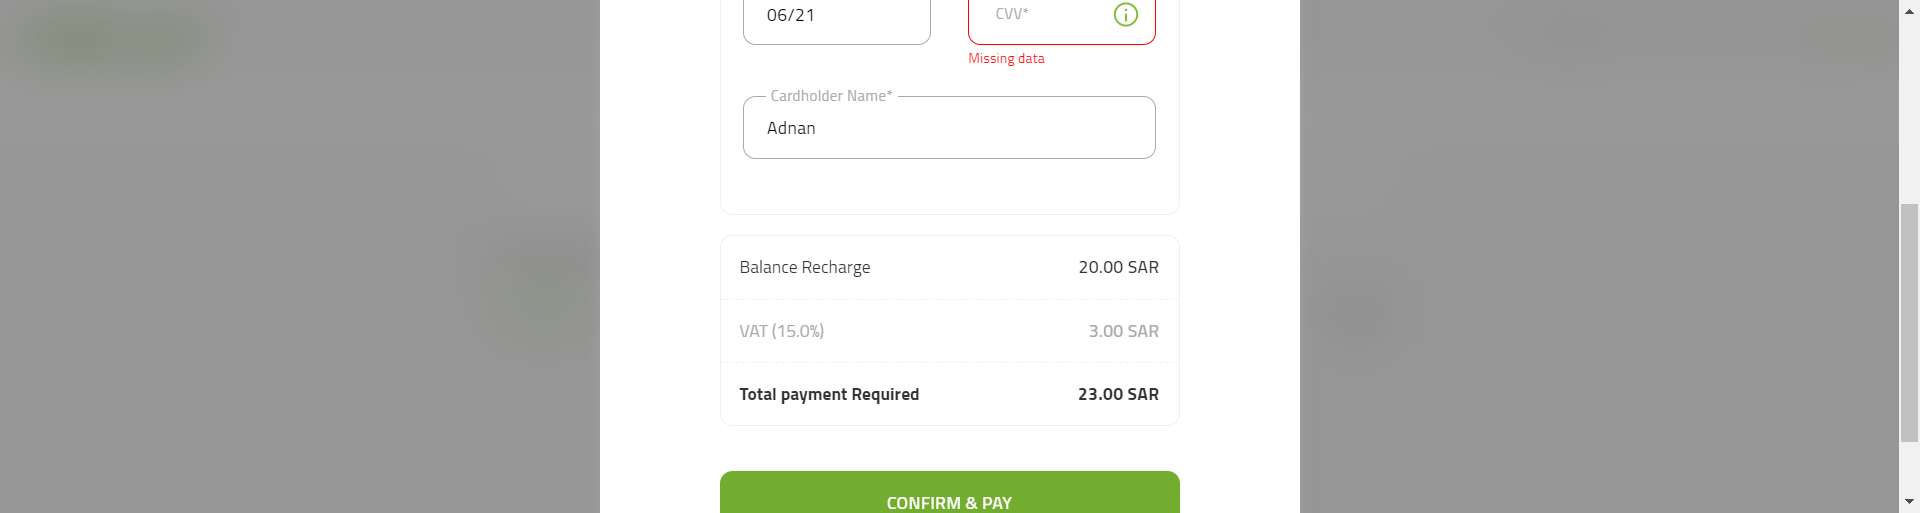 06/21
CVV*
Missing data
Cardholder Name*
Adnan
Balance Recharge 20.00 SAR
VAT (15.0%) 3.00 SAR
Total payment Required 23.00 SAR
CONFIRM & PAY